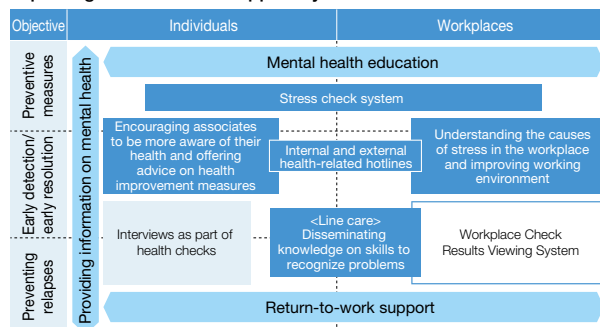 Objective
Individuals
Workplaces
Preventive
measures
Early detection/
early resolution
Preventing
relapses
Providing information on mental health
Mental health education
Stress check system
Encouraging associates
to be more aware of their
health and offering
advice on health
improvement measures
Internal and external
health-related hotlines
Understanding the causes
of stress in the workplace
and improving working
environment
Interviews as part of
health checks
<Line care>
Disseminating
knowledge on skills to
recognize problems
Workplace Check
Results Viewing System
Return-to-work support